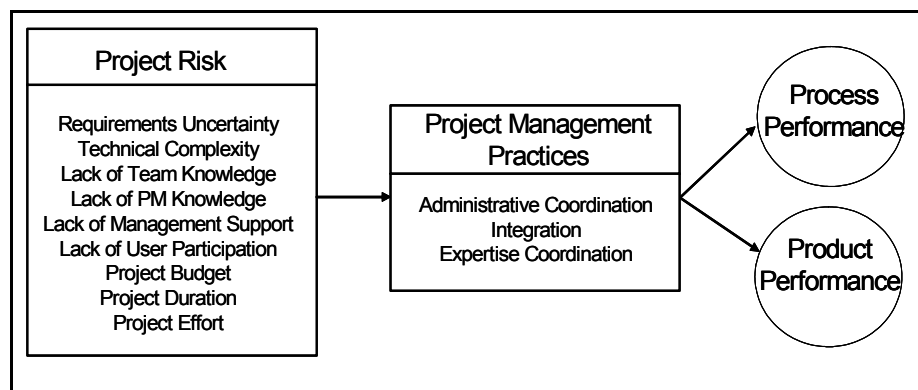 Project Risk
Requirements Uncertainty
Technical Complexity
Lack of Team Knowledge
Lack of PM Knowledge
Lack of Management Support
Lack of User Participation
Project Budget
Project Duration
Project Effort
Project Management
Practices
Administrative Coordination
Integration
Expertise Coordination
Process
Performance
Product
Performance